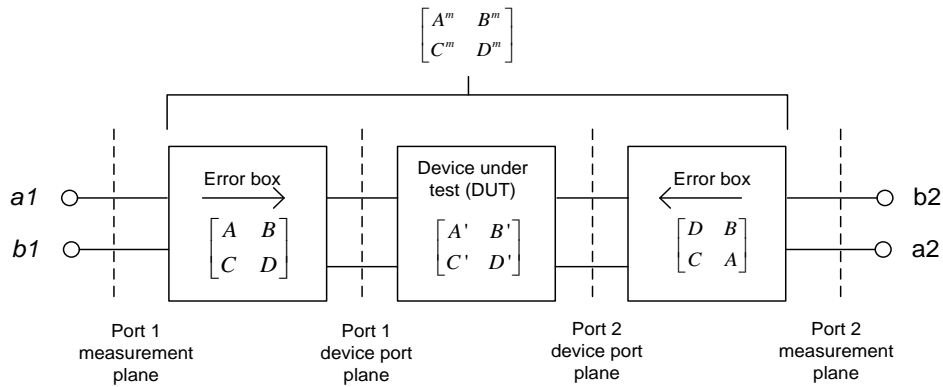 A^m B^m
C^m D^m
Error box
Device under
test (DUT)
Error box
a1
b2
A B
C D
A' B'
C' D'
D B
C A
b1
a2
Port 1
measurement
plane
Port 1
device port
plane
Port 2
device port
plane
Port 2
measurement
plane